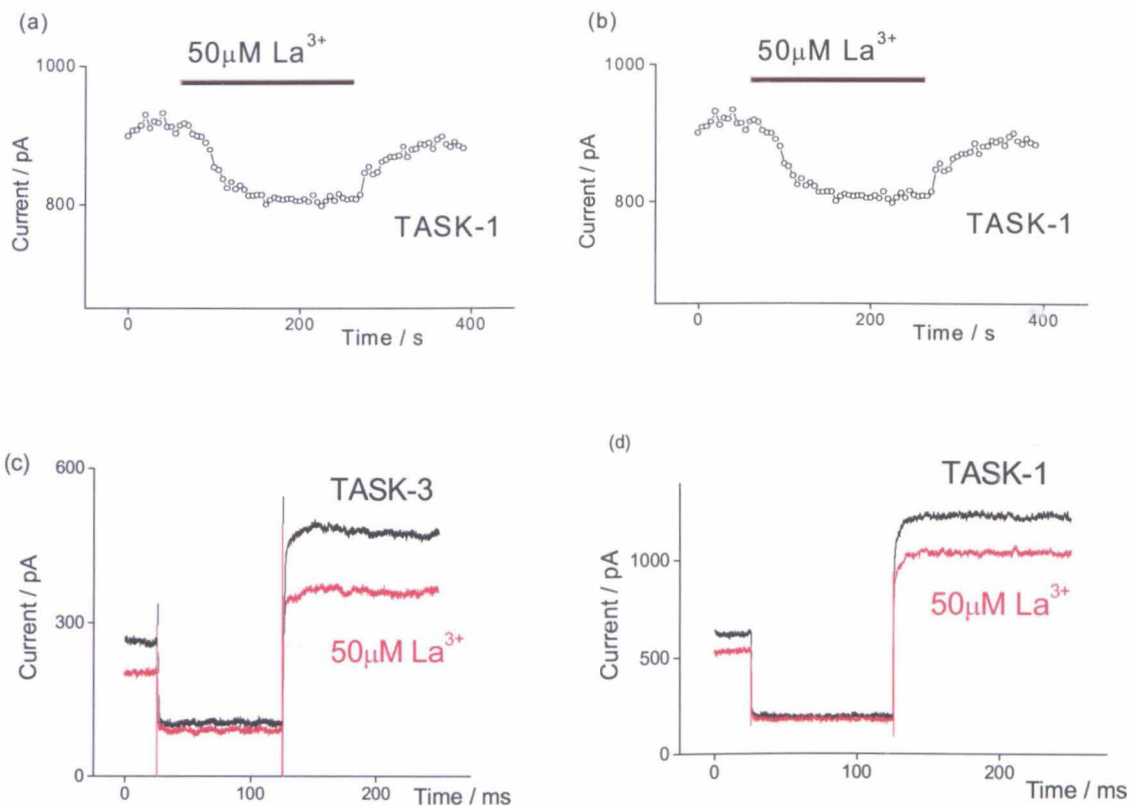 (a)
50μM La³⁺
1000
800
Current / pA
TASK-1
0
200
400
Time / s
(b)
50μM La³⁺
1000
800
Current / pA
TASK-1
0
200
400
Time / s
(c)
600
300
0
Current / pA
TASK-3
50μM La³⁺
0
100
200
Time / ms
(d)
1000
500
0
Current / pA
TASK-1
50μM La³⁺
0
100
200
Time / ms